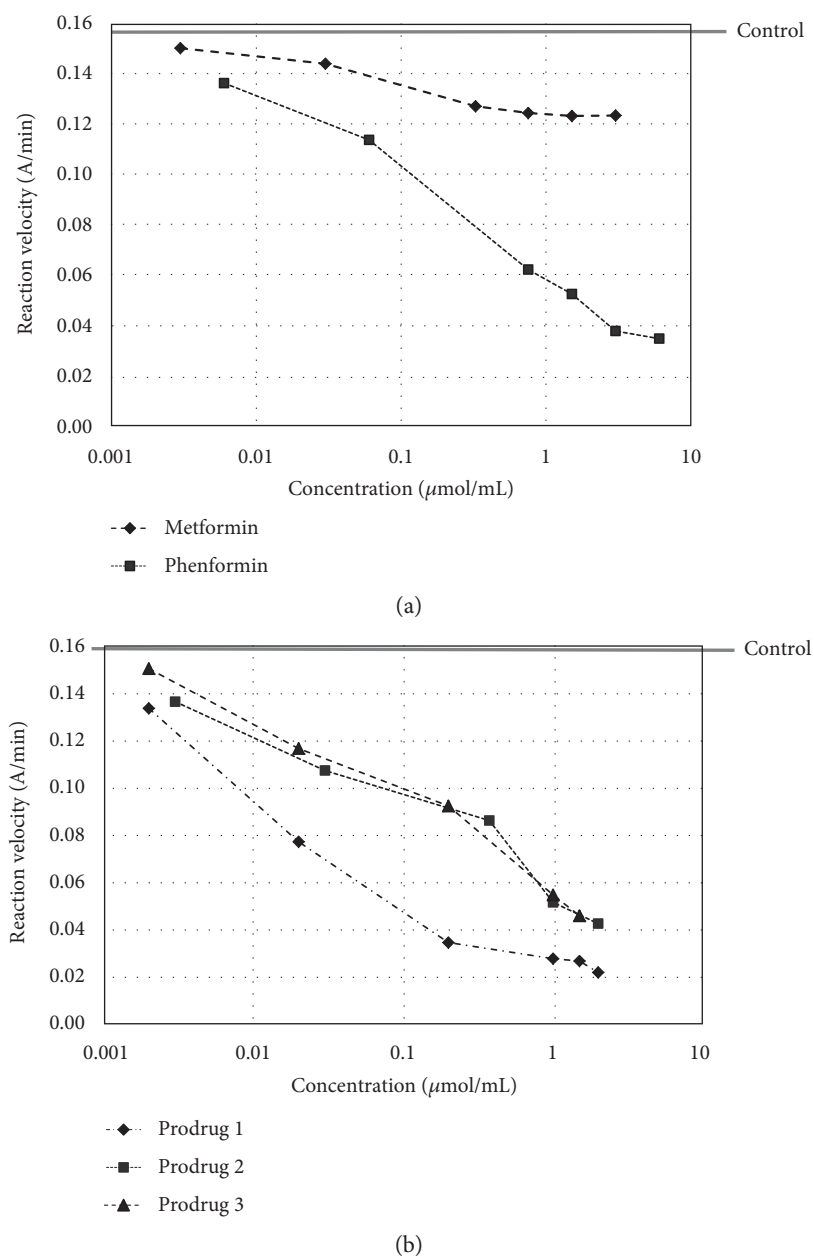 0.16
Control
0.14
0.12
0.10
0.08
0.06
0.04
0.02
0.00
Reaction velocity (A/min)
0.001 0.01 0.1 1 10
Concentration (μmol/mL)
Metformin
Phenformin
(a)
0.16
Control
0.14
0.12
0.10
0.08
0.06
0.04
0.02
0.00
Reaction velocity (A/min)
0.001 0.01 0.1 1 10
Concentration (μmol/mL)
Prodrug 1
Prodrug 2
Prodrug 3
(b)